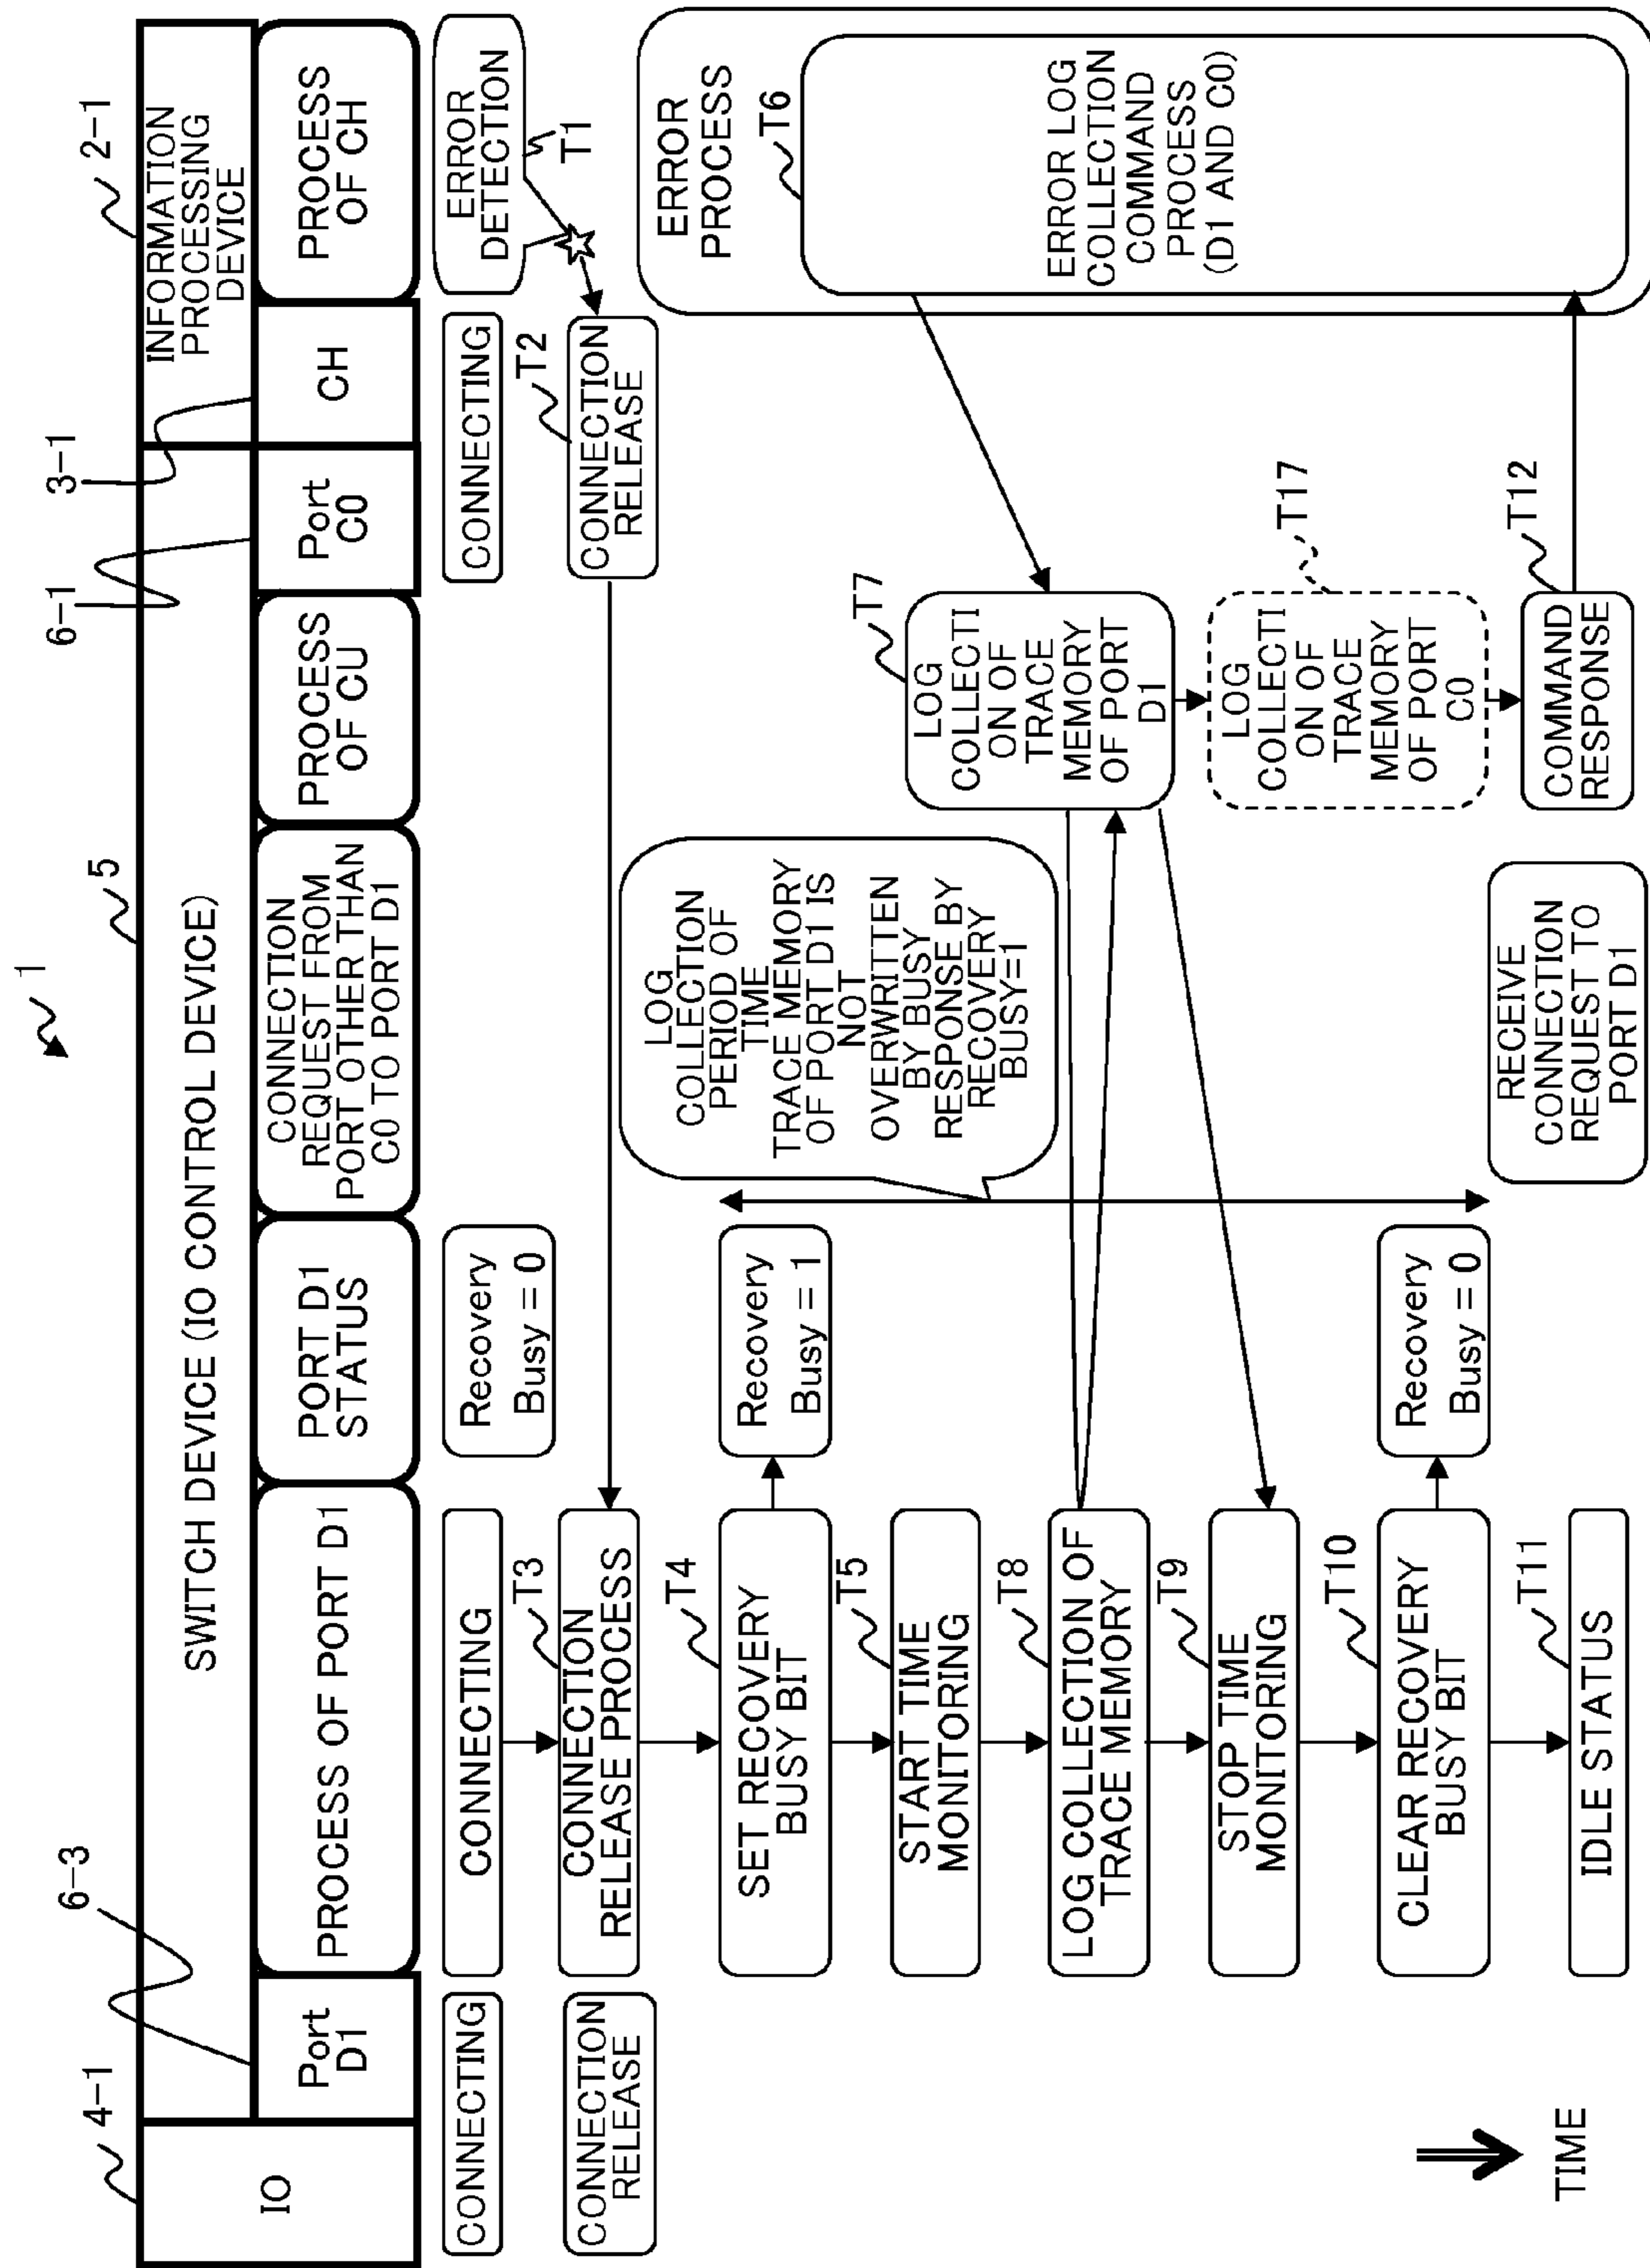 1
4-1
6-3
5
6-1
3-1
2-1
IO
SWITCH DEVICE (IO CONTROL DEVICE)
INFORMATION
PROCESSING
DEVICE
Port
D1
PROCESS OF PORT D1
PORT D1
STATUS
CONNECTION
REQUEST FROM
PORT OTHER THAN
C0 TO PORT D1
PROCESS
OF CU
Port
C0
CH
PROCESS
OF CH
CONNECTING
CONNECTING
Recovery
Busy = 0
CONNECTING
ERROR
DETECTION
T1
T2
CONNECTION
RELEASE
T3
CONNECTION
RELEASE
CONNECTION
RELEASE PROCESS
T4
SET RECOVERY
BUSY BIT
Recovery
Busy = 1
LOG
COLLECTION
PERIOD OF
TIME
TRACE MEMORY
OF PORT D1 IS
NOT
OVERWRITTEN
BY BUSY
RESPONSE BY
RECOVERY
BUSY=1
ERROR
PROCESS
T6
ERROR LOG
COLLECTION
COMMAND
PROCESS
(D1 AND C0)
T5
START TIME
MONITORING
T7
LOG
COLLECTI
ON OF
TRACE
MEMORY
OF PORT
D1
T8
LOG COLLECTION OF
TRACE MEMORY
T9
STOP TIME
MONITORING
T17
LOG
COLLECTI
ON OF
TRACE
MEMORY
OF PORT
C0
T10
CLEAR RECOVERY
BUSY BIT
Recovery
Busy = 0
T12
COMMAND
RESPONSE
RECEIVE
CONNECTION
REQUEST TO
PORT D1
T11
IDLE STATUS
TIME